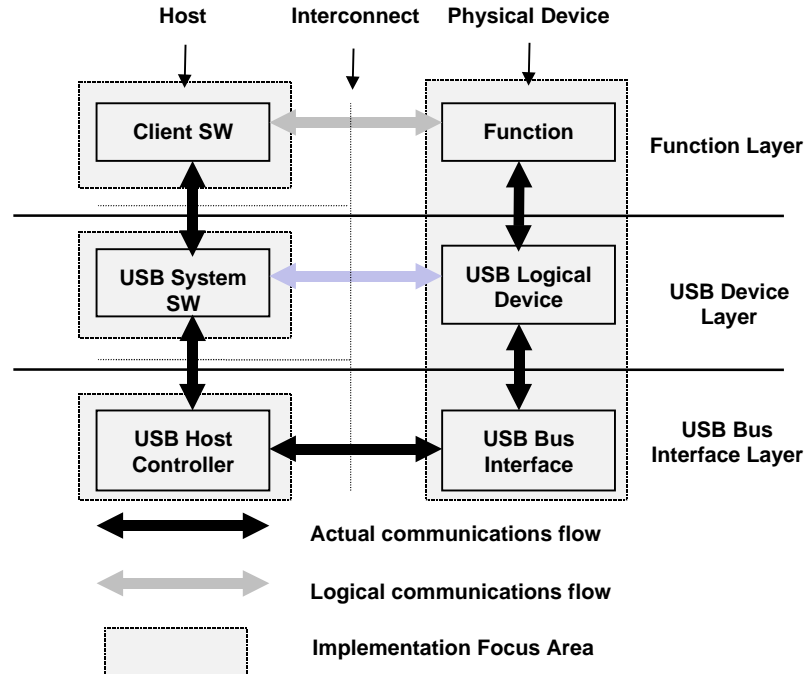 Host
Interconnect
Physical Device
Client SW
Function
Function Layer
USB System
SW
USB Logical
Device
USB Device
Layer
USB Host
Controller
USB Bus
Interface
USB Bus
Interface Layer
Actual communications flow
Logical communications flow
Implementation Focus Area